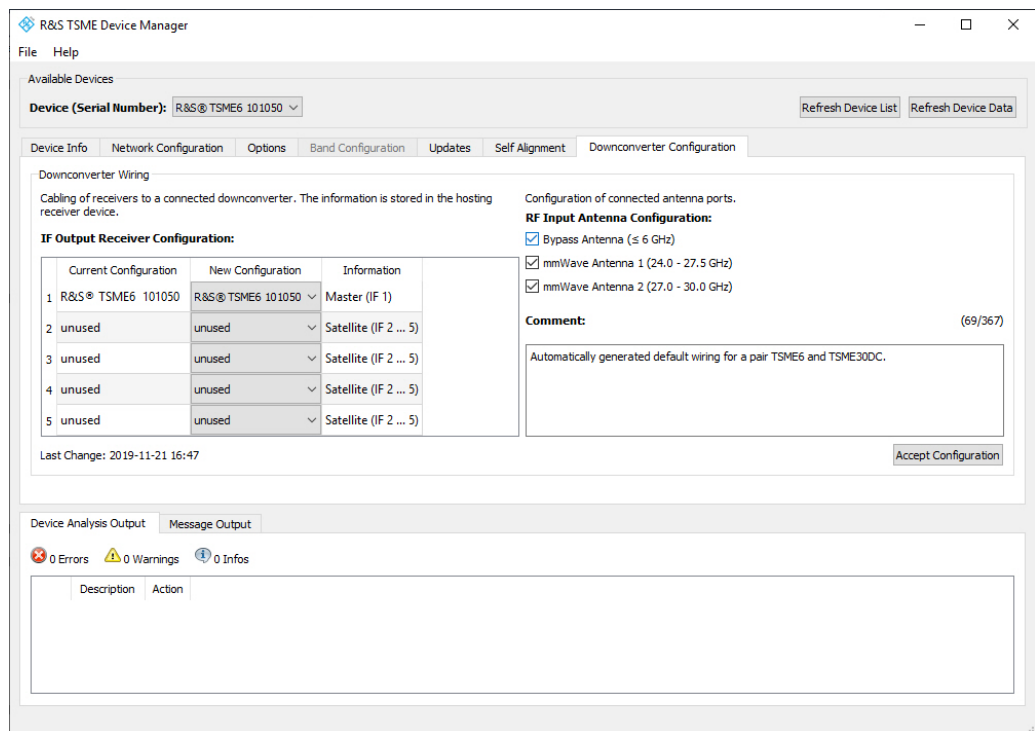 R&S TSME Device Manager
File Help
Available Devices
Device (Serial Number): R&S® TSME6 101050
Refresh Device List Refresh Device Data
Device Info Network Configuration Options Band Configuration Updates Self Alignment Downconverter Configuration
Downconverter Wiring
Cabling of receivers to a connected downconverter. The information is stored in the hosting
receiver device.
IF Output Receiver Configuration:
Current Configuration New Configuration Information
1 R&S® TSME6 101050 R&S® TSME6 101050 Master (IF 1)
2 unused unused Satellite (IF 2 ... 5)
3 unused unused Satellite (IF 2 ... 5)
4 unused unused Satellite (IF 2 ... 5)
5 unused unused Satellite (IF 2 ... 5)
Last Change: 2019-11-21 16:47
Configuration of connected antenna ports.
RF Input Antenna Configuration:
Bypass Antenna (≤ 6 GHz)
mmWave Antenna 1 (24.0 - 27.5 GHz)
mmWave Antenna 2 (27.0 - 30.0 GHz)
Comment: (69/367)
Automatically generated default wiring for a pair TSME6 and TSME30DC.
Accept Configuration
Device Analysis Output Message Output
0 Errors 0 Warnings 0 Infos
Description Action